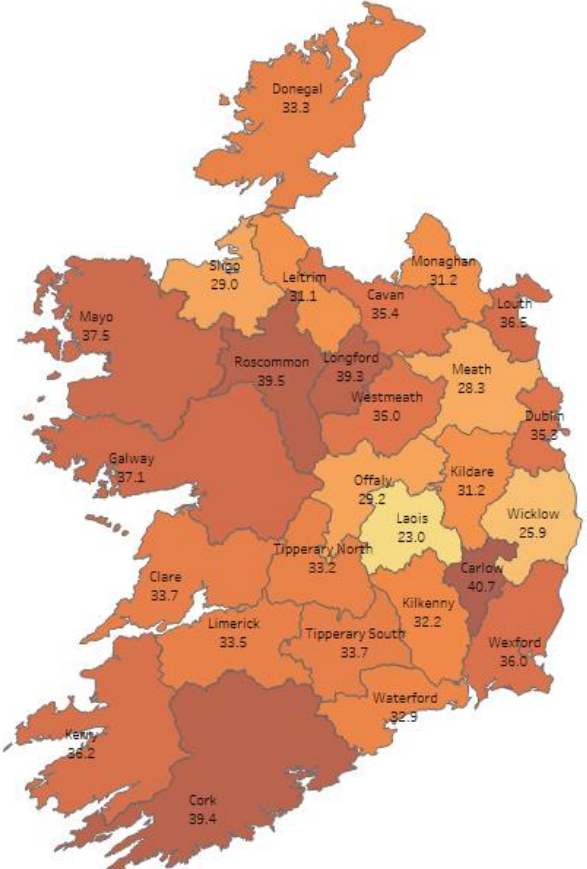 Donegal
33.3
Sligo
29.0
Leitrim
31.1
Monaghan
31.2
Cavan
35.4
Louth
36.5
Mayo
37.5
Roscommon
39.5
Longford
39.3
Meath
28.3
Westmeath
35.0
Dublin
35.3
Galway
37.1
Offaly
29.2
Kildare
31.2
Laois
23.0
Wicklow
25.9
Tipperary North
33.2
Carlow
40.7
Clare
33.7
Kilkenny
32.2
Limerick
33.5
Tipperary South
33.7
Wexford
36.0
Waterford
32.9
Kerry
36.2
Cork
39.4